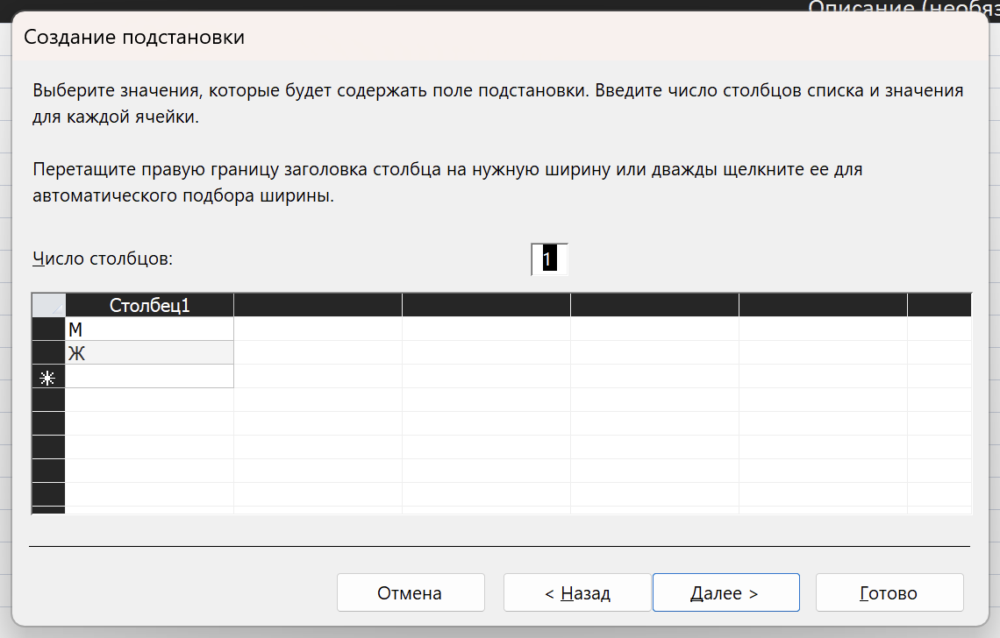 Описание (необяз
Создание подстановки
Выберите значения, которые будет содержать поле подстановки. Введите число столбцов списка и значения
для каждой ячейки.
Перетащите правую границу заголовка столбца на нужную ширину или дважды щелкните ее для
автоматического подбора ширины.
Число столбцов: 1
Столбец1
М
Ж
Отмена < Назад Далее > Готово